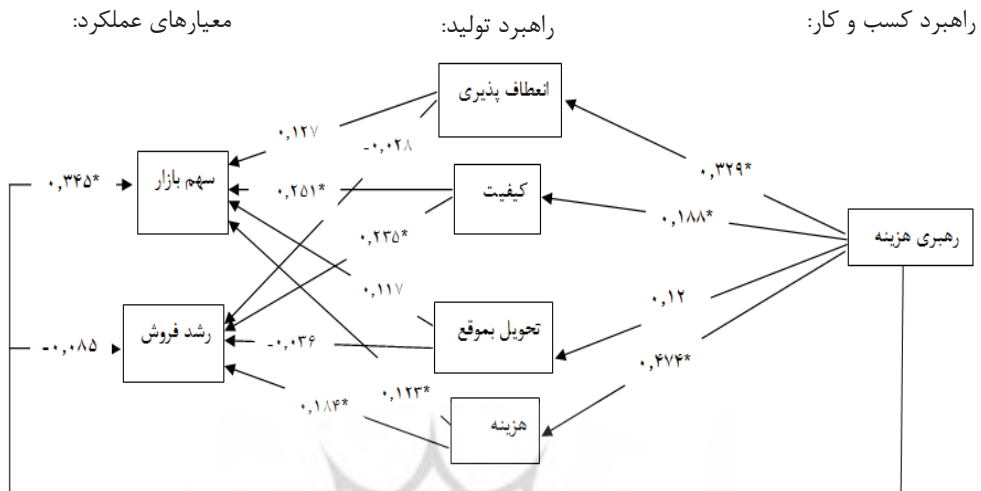 راهبرد کسب و کار:
راهبرد تولید:
معیارهای عملکرد:
انعطاف پذیری
۰,۱۲۷
-۰,۰۲۸
۰,۳۲۹*
۰,۳۴۵*
سهم بازار
۰,۲۵۱*
کیفیت
۰,۱۸۸*
رهبری هزینه
۰,۲۳۵*
۰,۱۱۷
۰,۱۲
-۰,۰۸۵
رشد فروش
-۰,۰۳۶
تحویل بموقع
۰,۴۷۴*
۰,۱۸۴*
۰,۱۲۳*
هزینه